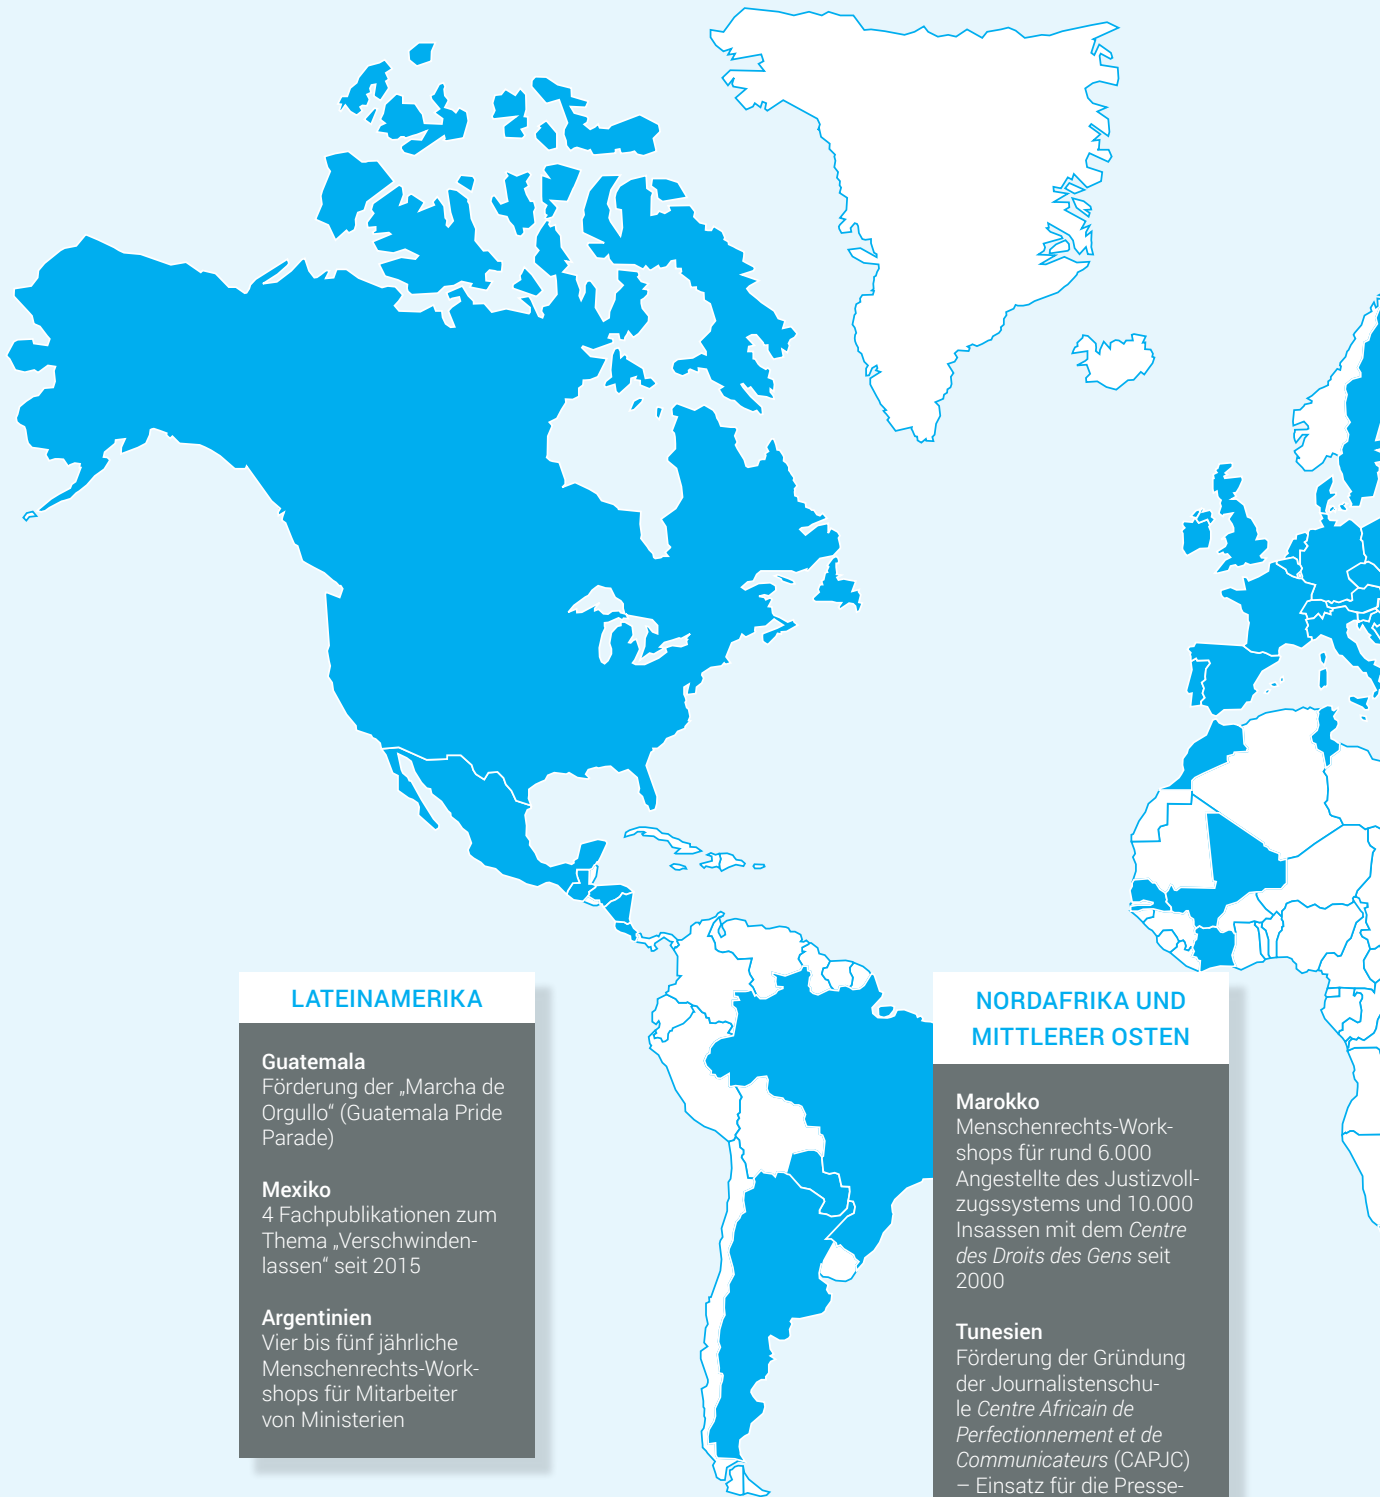 LATEINAMERIKA
Guatemala
Förderung der „Marcha de
Orgullo“ (Guatemala Pride
Parade)
Mexiko
4 Fachpublikationen zum
Thema „Verschwinden-
lassen“ seit 2015
Argentinien
Vier bis fünf jährliche
Menschenrechts-Work-
shops für Mitarbeiter
von Ministerien
NORDAFRIKA UND
MITTLERER OSTEN
Marokko
Menschenrechts-Work-
shops für rund 6.000
Angestellte des Justizvoll-
zugssystems und 10.000
Insassen mit dem Centre
des Droits des Gens seit
2000
Tunesien
Förderung der Gründung
der Journalistenschu-
le Centre Africain de
Perfectionnement et de
Communicateurs (CAPJC)
– Einsatz für die Presse-